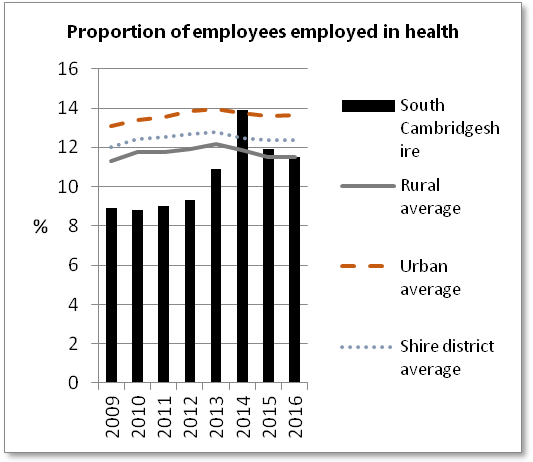 Proportion of employees employed in health
16
14
12
10
8
6
4
2
0
%
2009
2010
2011
2012
2013
2014
2015
2016
South
Cambridgesh
ire
Rural
average
Urban
average
Shire district
average